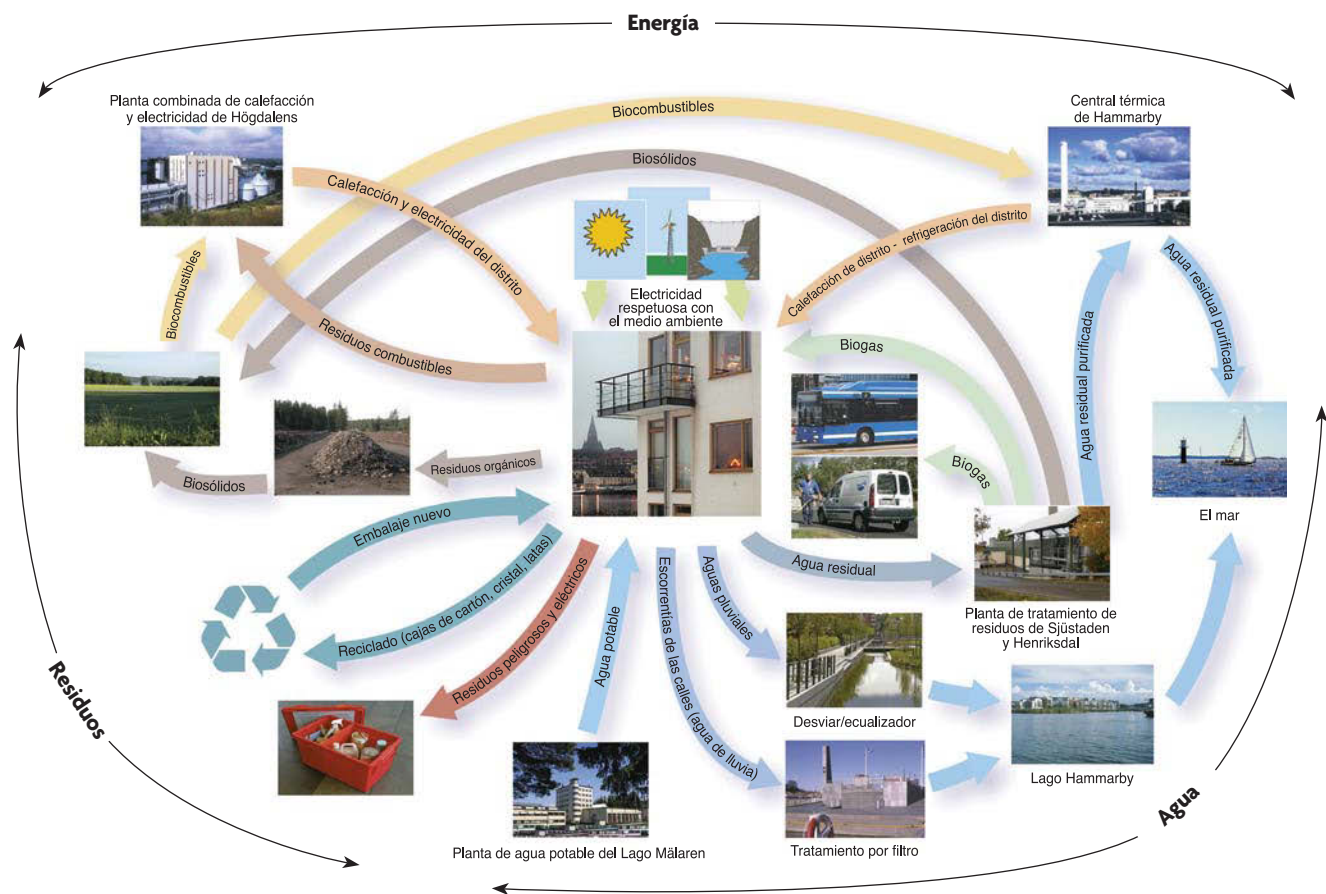 Energía
Planta combinada de calefacción
y electricidad de Högdalens
Biocombustibles
Central térmica
de Hammarby
Biosólidos
Calefacción y electricidad del distrito
Calefacción de distrito - refrigeración del distrito
Agua residual purificada
Electricidad
respetuosa con
el medio ambiente
Biocombustibles
Residuos combustibles
Biogas
Agua residual purificada
Residuos orgánicos
Biosólidos
Biogas
El mar
Embalaje nuevo
Reciclado (cajas de cartón, cristal, latas)
Residuos peligrosos y eléctricos
Agua potable
Escorrentías de las calles (agua de lluvia)
Aguas pluviales
Agua residual
Planta de tratamiento de
residuos de Sjüstaden
y Henriksdal
Residuos
Desviar/ecualizador
Lago Hammarby
Agua
Planta de agua potable del Lago Mälaren
Tratamiento por filtro